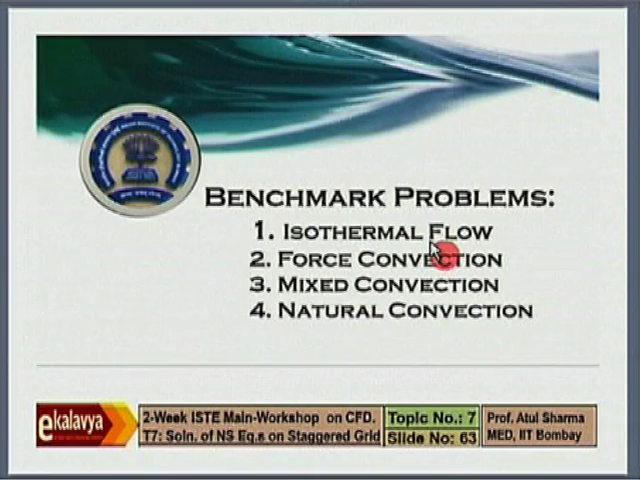 BENCHMARK PROBLEMS:
1. ISOTHERMAL FLOW
2. FORCE CONVECTION
3. MIXED CONVECTION
4. NATURAL CONVECTION
ekalavya
2-Week ISTE Main-Workshop on CFD.
T7: Soln. of NS Eq.s on Staggered Grid
Topic No.: 7
Slide No: 63
Prof. Atul Sharma
MED, IIT Bombay